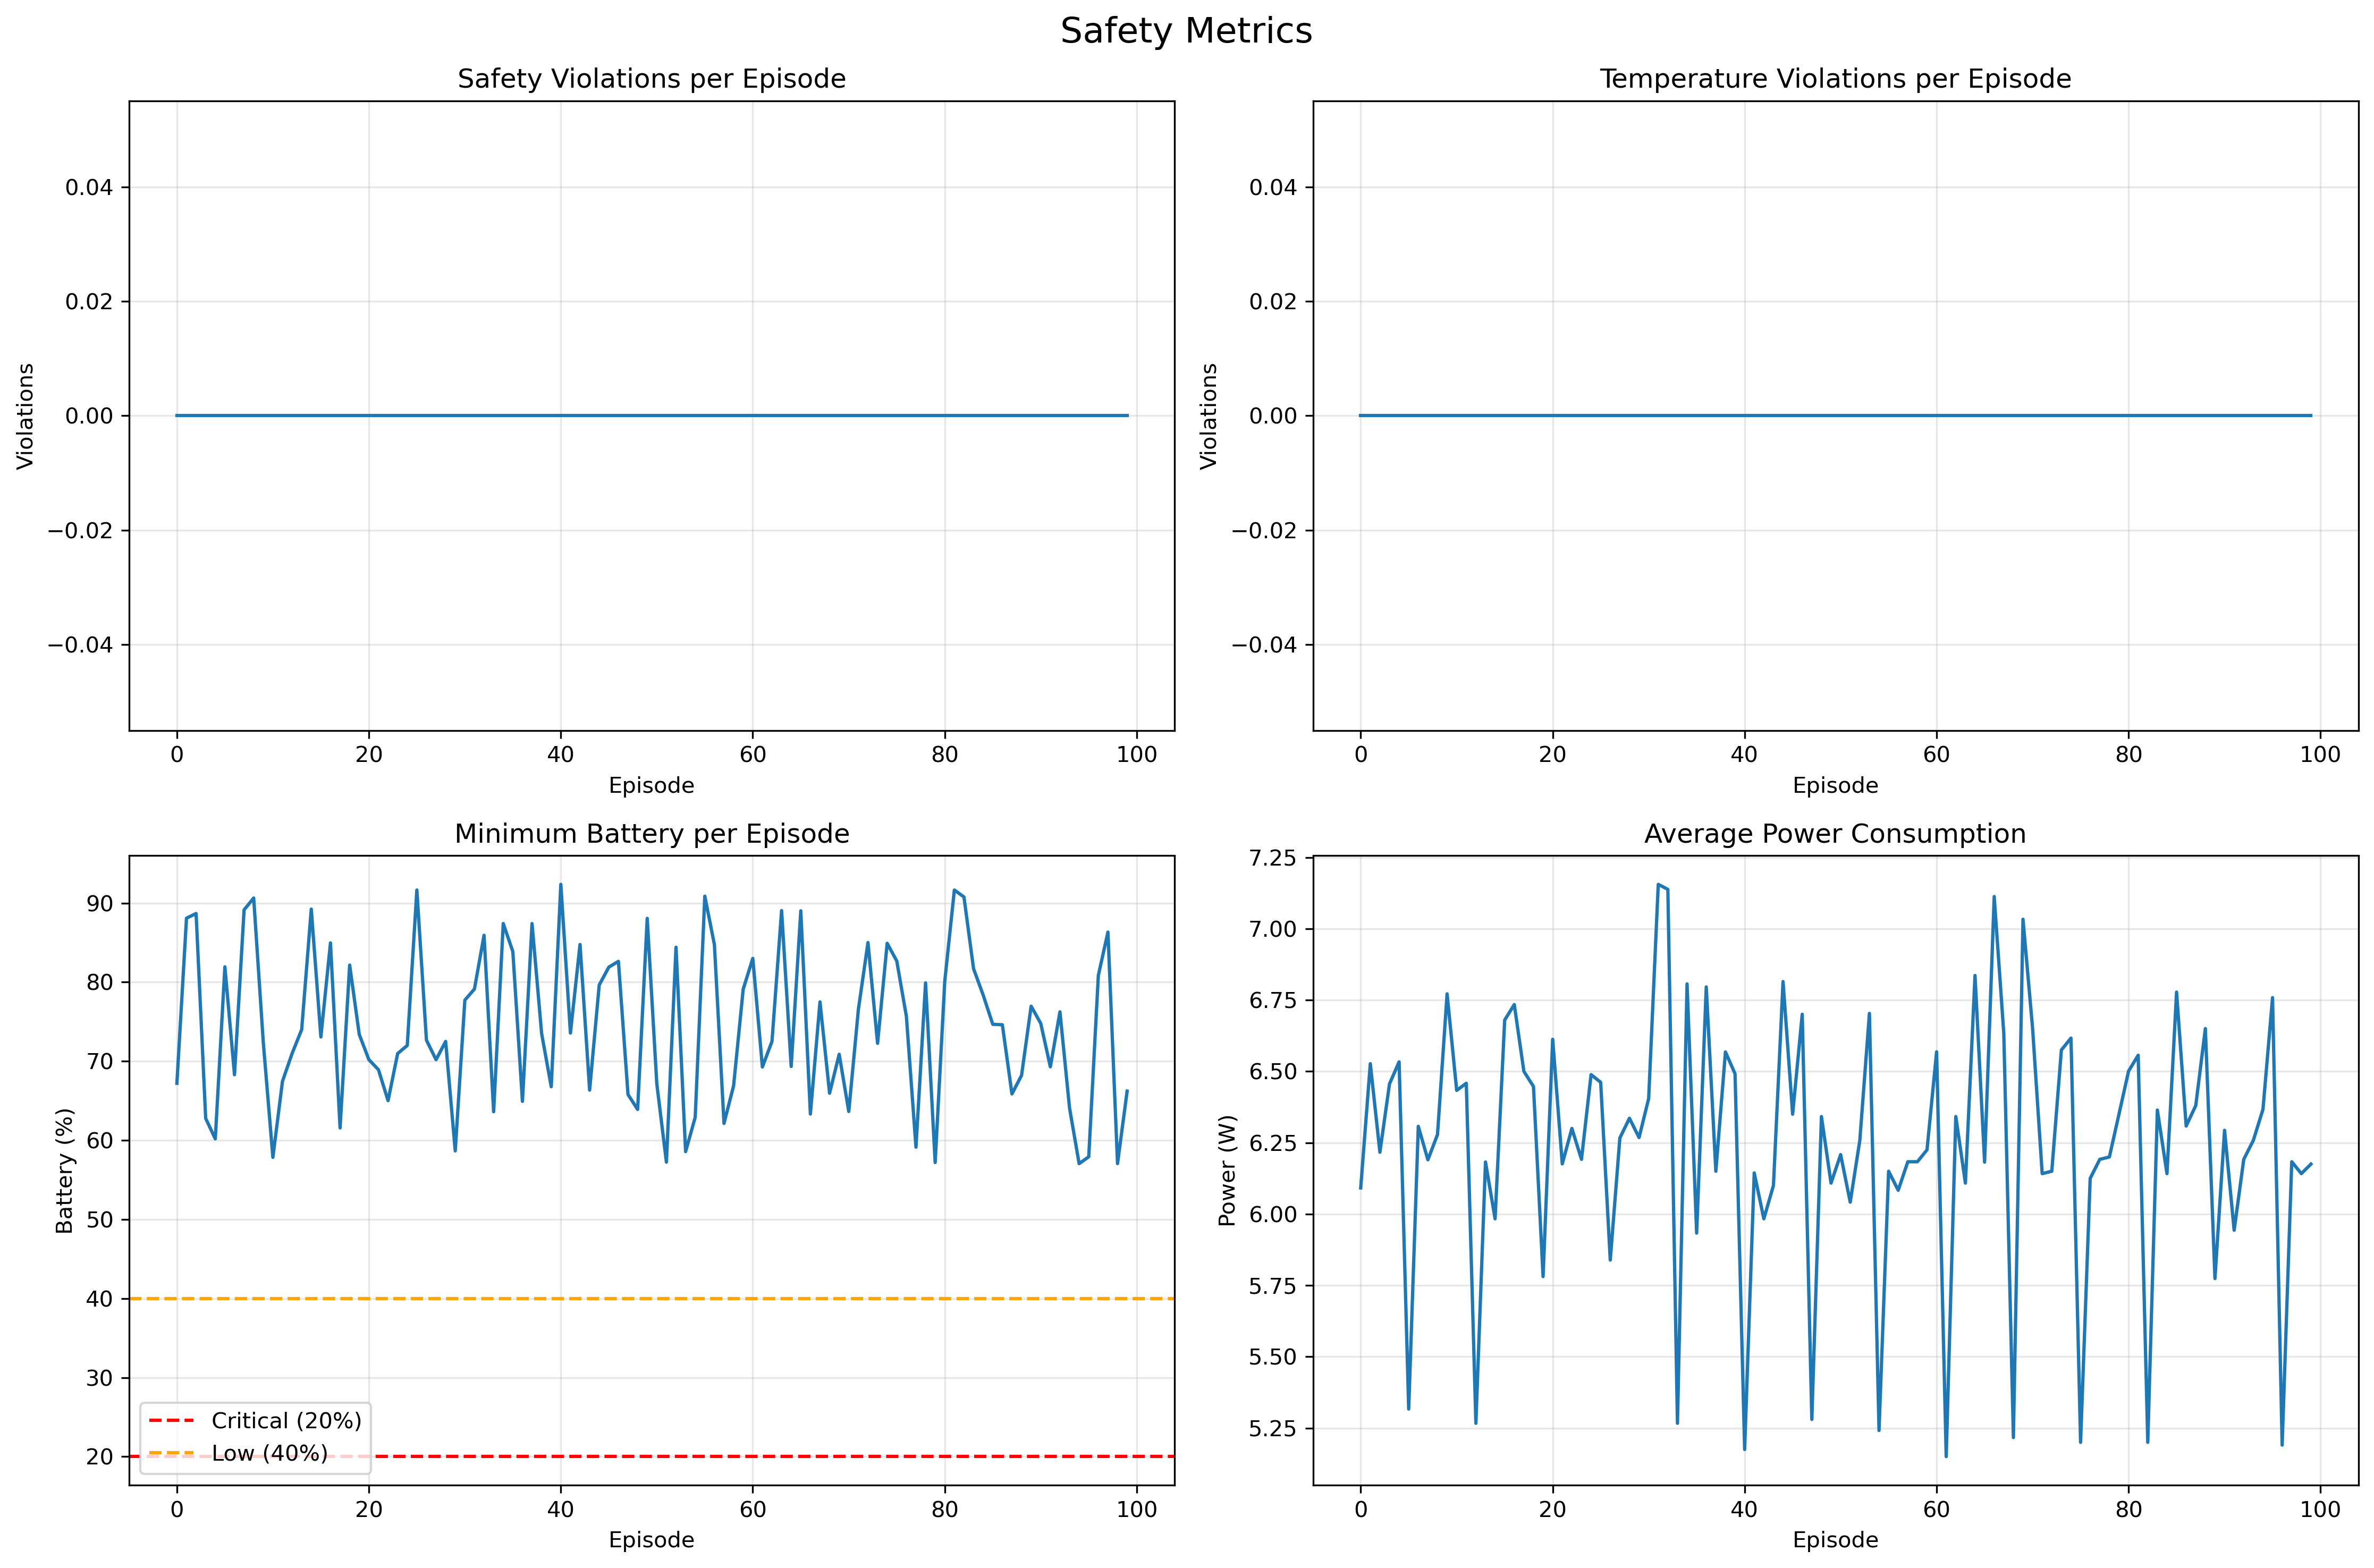 Safety Metrics
Safety Violations per Episode
Violations
0.04
0.02
0.00
−0.02
−0.04
0 20 40 60 80 100
Episode
Temperature Violations per Episode
Violations
0.04
0.02
0.00
−0.02
−0.04
0 20 40 60 80 100
Episode
Minimum Battery per Episode
Battery (%)
90
80
70
60
50
40
30
20
Critical (20%)
Low (40%)
0 20 40 60 80 100
Episode
Average Power Consumption
Power (W)
7.25
7.00
6.75
6.50
6.25
6.00
5.75
5.50
5.25
0 20 40 60 80 100
Episode